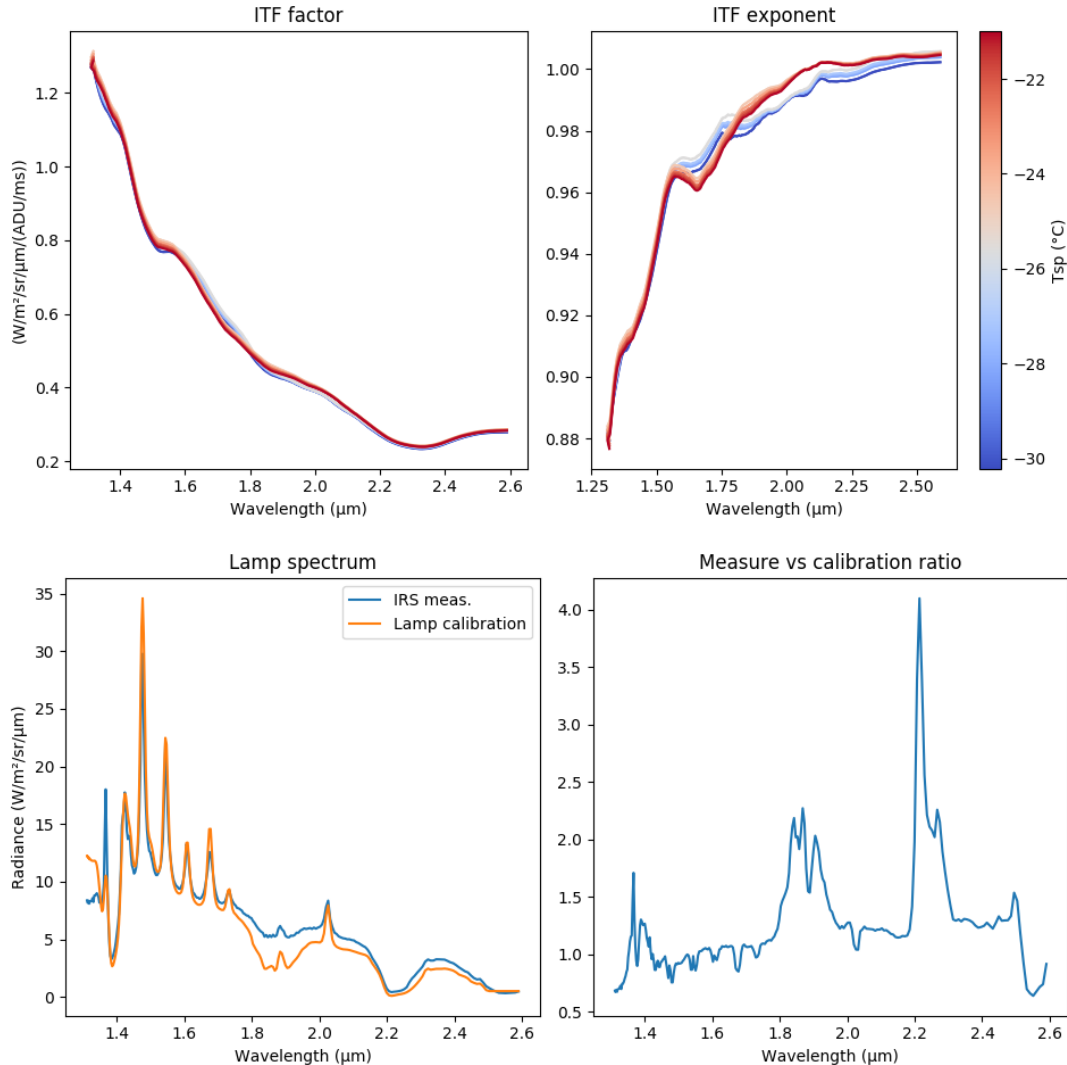 ITF factor
(W/m²/sr/µm/(ADU/ms))
1.2
1.0
0.8
0.6
0.4
0.2
1.4 1.6 1.8 2.0 2.2 2.4 2.6
Wavelength (µm)
ITF exponent
1.00
0.98
0.96
0.94
0.92
0.90
0.88
1.25 1.50 1.75 2.00 2.25 2.50
Wavelength (µm)
−22
−24
−26
−28
−30
Tsp (°C)
Lamp spectrum
IRS meas.
Lamp calibration
Radiance (W/m²/sr/µm)
35
30
25
20
15
10
5
0
1.4 1.6 1.8 2.0 2.2 2.4 2.6
Wavelength (µm)
Measure vs calibration ratio
4.0
3.5
3.0
2.5
2.0
1.5
1.0
0.5
1.4 1.6 1.8 2.0 2.2 2.4 2.6
Wavelength (µm)